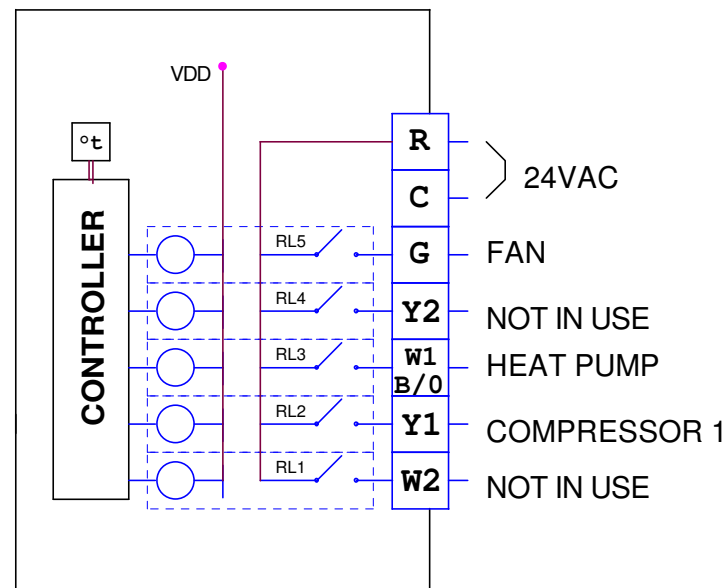 VDD
°t
CONTROLLER
R
C
24VAC
RL5
G
FAN
RL4
Y2
NOT IN USE
RL3
W1
B/0
HEAT PUMP
RL2
Y1
COMPRESSOR 1
RL1
W2
NOT IN USE